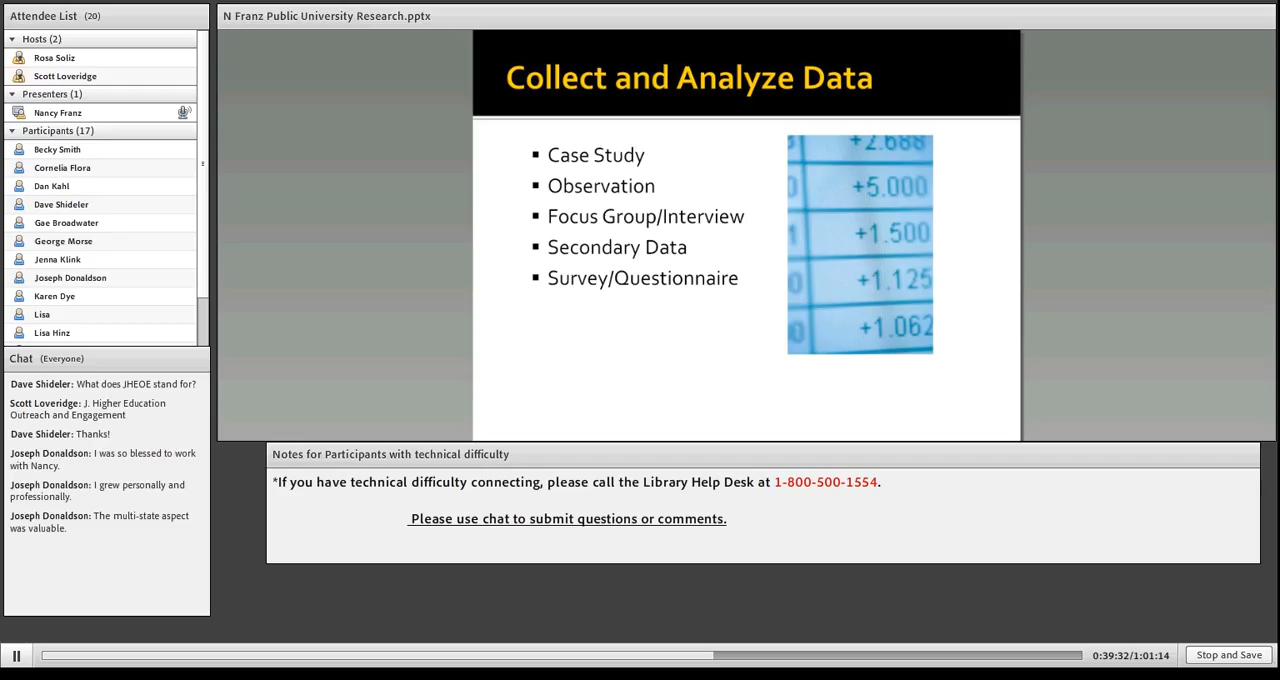 Attendee List (20)
Hosts (2)
Rosa Soliz
Scott Loveridge
Presenters (1)
Nancy Franz
Participants (17)
Becky Smith
Cornelia Flora
Dan Kahl
Dave Shideler
Gae Broadwater
George Morse
Jenna Klink
Joseph Donaldson
Karen Dye
Lisa
Lisa Hinz
Chat (Everyone)
Dave Shideler: What does JHEOE stand for?
Scott Loveridge: J. Higher Education
Outreach and Engagement
Dave Shideler: Thanks!
Joseph Donaldson: I was so blessed to work
with Nancy.
Joseph Donaldson: I grew personally and
professionally.
Joseph Donaldson: The multi-state aspect
was valuable.
N Franz Public University Research.pptx
Collect and Analyze Data
▪ Case Study
▪ Observation
▪ Focus Group/Interview
▪ Secondary Data
▪ Survey/Questionnaire
+2.688
+5.000
+1.500
+1.125
+1.062
Notes for Participants with technical difficulty
*If you have technical difficulty connecting, please call the Library Help Desk at 1-800-500-1554.
Please use chat to submit questions or comments.
0:39:32/1:01:14
Stop and Save